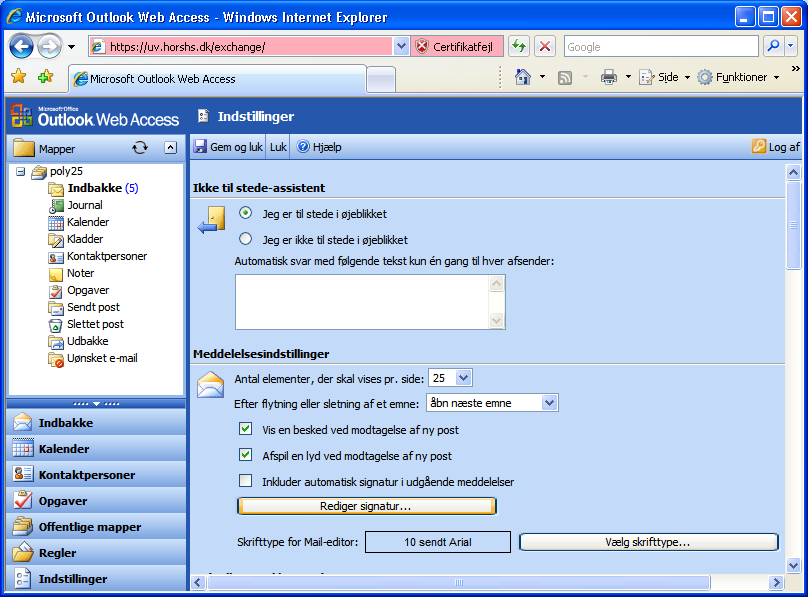 Microsoft Outlook Web Access - Windows Internet Explorer
https://uv.horshs.dk/exchange/
Certifikatfejl
Google
Microsoft Outlook Web Access
Side
Funktioner
»
Microsoft Office
Outlook Web Access
Indstillinger
Mapper
Gem og luk
Luk
Hjælp
Log af
poly25
Indbakke (5)
Journal
Kalender
Kladder
Kontaktpersoner
Noter
Opgaver
Sendt post
Slettet post
Udbakke
Uønsket e-mail
Indbakke
Kalender
Kontaktpersoner
Opgaver
Offentlige mapper
Regler
Indstillinger
Ikke til stede-assistent
Jeg er til stede i øjeblikket
Jeg er ikke til stede i øjeblikket
Automatisk svar med følgende tekst kun én gang til hver afsender:
Meddelelsesindstillinger
Antal elementer, der skal vises pr. side: 25
Efter flytning eller sletning af et emne: åbn næste emne
Vis en besked ved modtagelse af ny post
Afspil en lyd ved modtagelse af ny post
Inkluder automatisk signatur i udgående meddelelser
Rediger signatur...
Skrifttype for Mail-editor: 10 sendt Arial Vælg skrifttype...